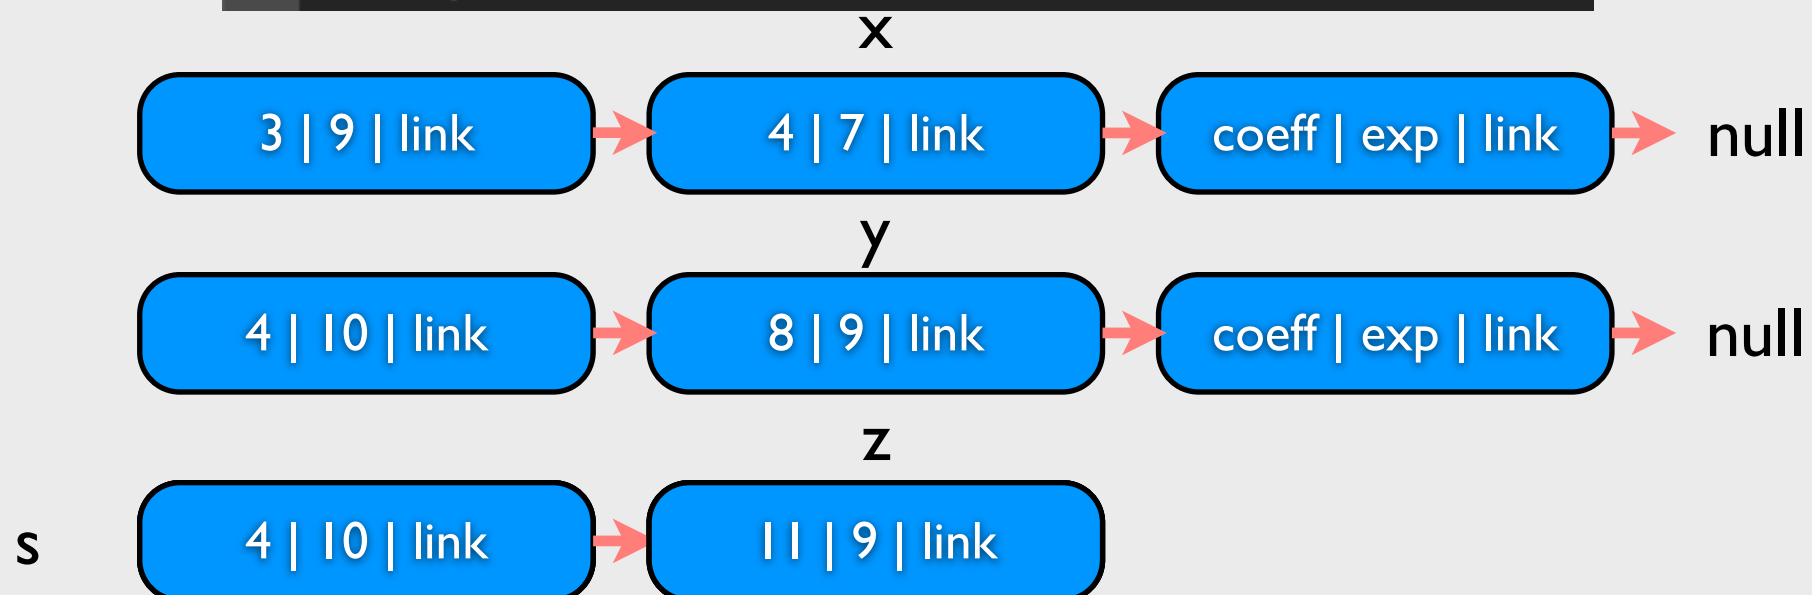 x
3 | 9 | link 4 | 7 | link coeff | exp | link null
y
4 | 10 | link 8 | 9 | link coeff | exp | link null
z
s 4 | 10 | link 11 | 9 | link